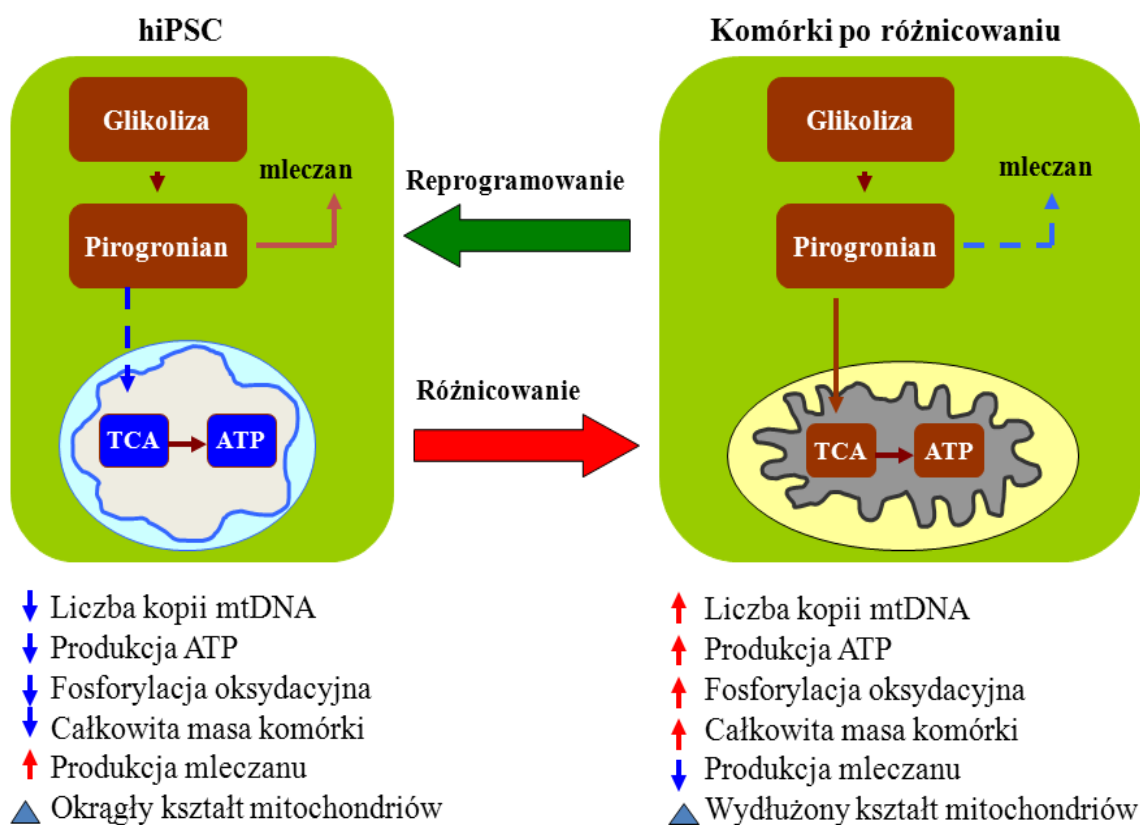 hiPSC
Glikoliza
mleczan
Pirogronian
TCA
ATP
Liczba kopii mtDNA
Produkcja ATP
Fosforylacja oksydacyjna
Całkowita masa komórki
Produkcja mleczanu
Okrągły kształt mitochondriów
Reprogramowanie
Różnicowanie
Komórki po różnicowaniu
Glikoliza
mleczan
Pirogronian
TCA
ATP
Liczba kopii mtDNA
Produkcja ATP
Fosforylacja oksydacyjna
Całkowita masa komórki
Produkcja mleczanu
Wydłużony kształt mitochondriów